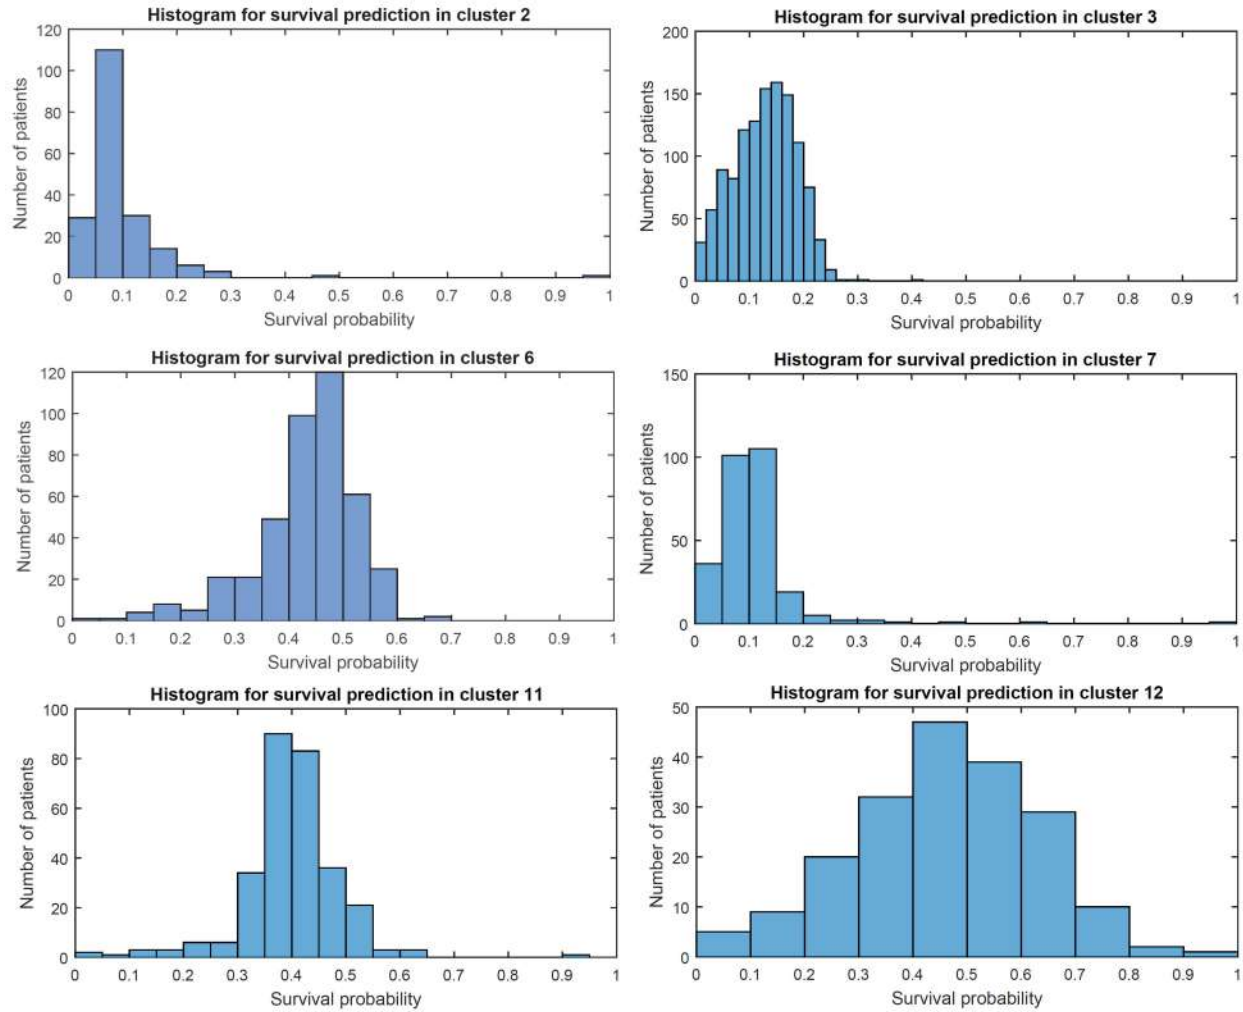 Histogram for survival prediction in cluster 2
120
100
80
60
40
20
0
Number of patients
0 0.1 0.2 0.3 0.4 0.5 0.6 0.7 0.8 0.9 1
Survival probability
Histogram for survival prediction in cluster 3
200
150
100
50
0
Number of patients
0 0.1 0.2 0.3 0.4 0.5 0.6 0.7 0.8 0.9 1
Survival probability
Histogram for survival prediction in cluster 6
120
100
80
60
40
20
0
Number of patients
0 0.1 0.2 0.3 0.4 0.5 0.6 0.7 0.8 0.9 1
Survival probability
Histogram for survival prediction in cluster 7
150
100
50
0
Number of patients
0 0.1 0.2 0.3 0.4 0.5 0.6 0.7 0.8 0.9 1
Survival probability
Histogram for survival prediction in cluster 11
100
80
60
40
20
0
Number of patients
0 0.1 0.2 0.3 0.4 0.5 0.6 0.7 0.8 0.9 1
Survival probability
Histogram for survival prediction in cluster 12
50
40
30
20
10
0
Number of patients
0 0.1 0.2 0.3 0.4 0.5 0.6 0.7 0.8 0.9 1
Survival probability